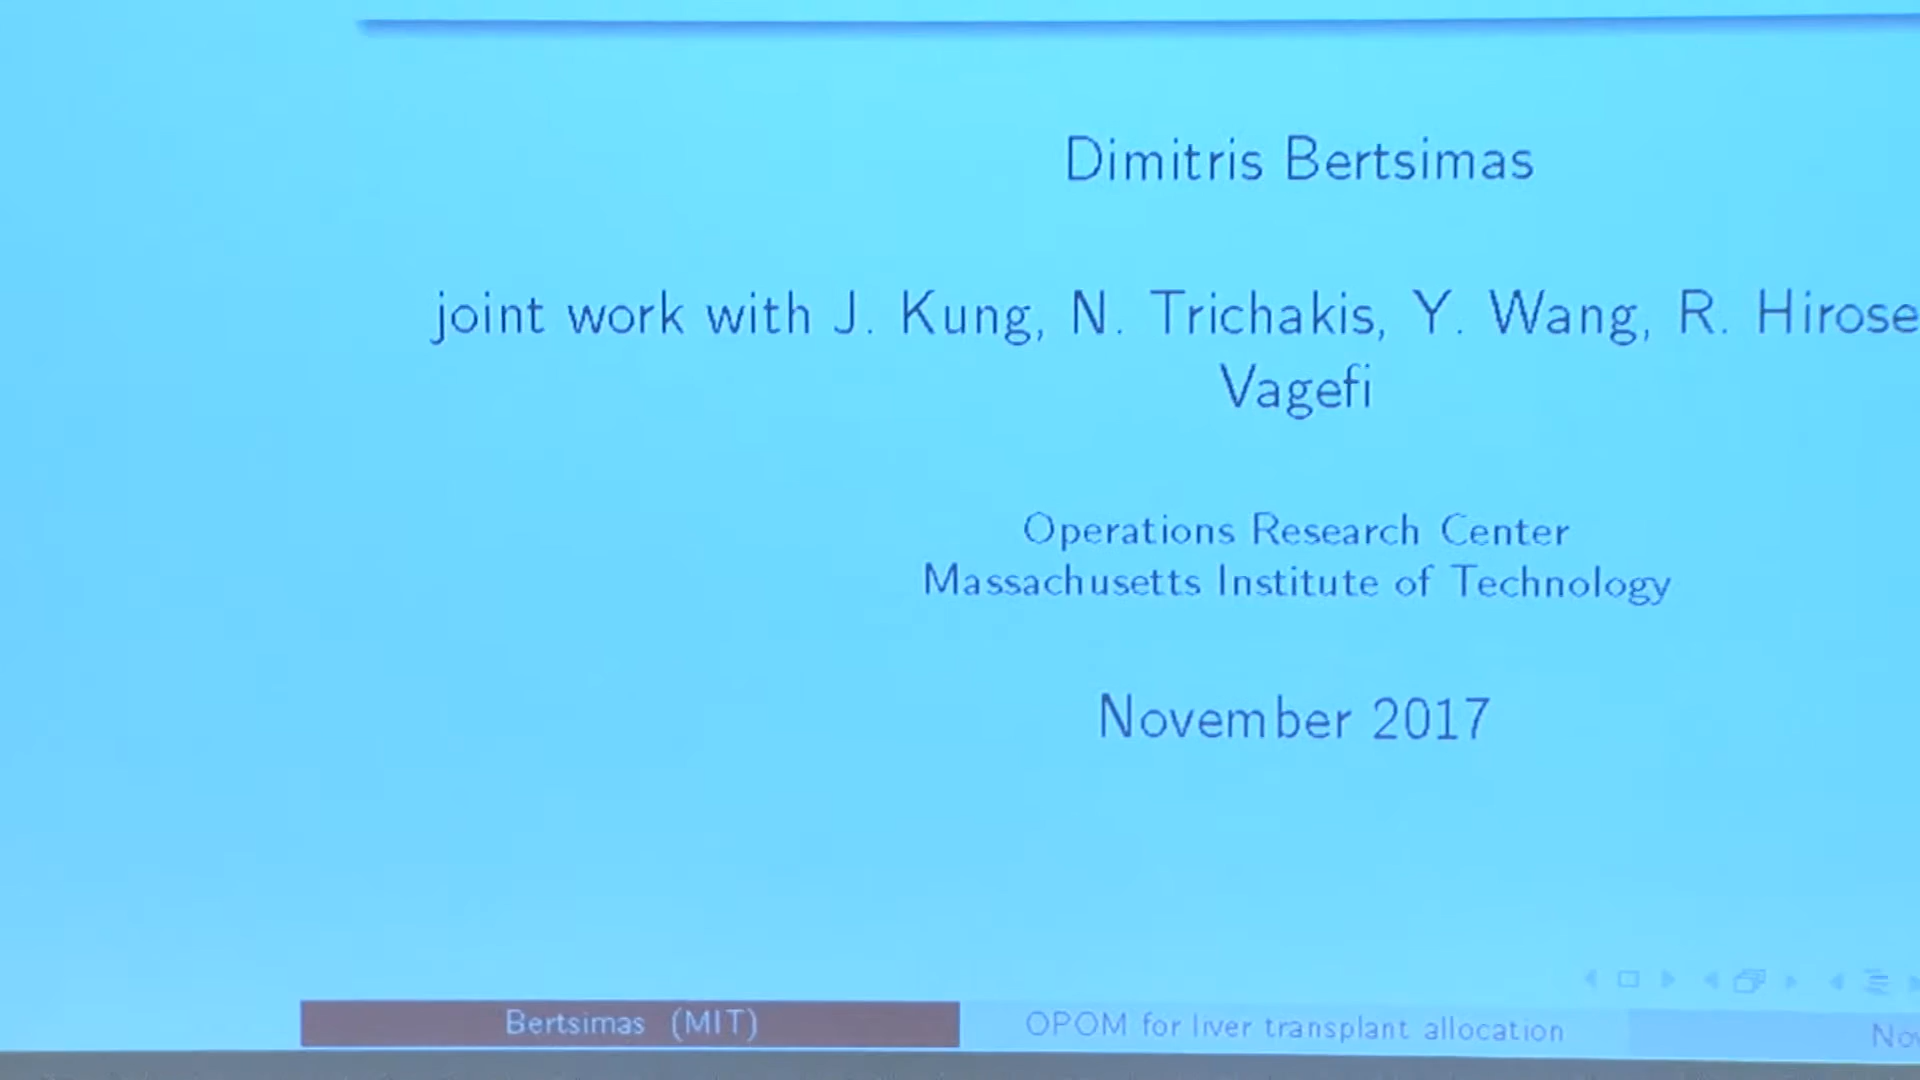 Dimitris Bertsimas
joint work with J. Kung, N. Trichakis, Y. Wang, R. Hirose
Vagefi
Operations Research Center
Massachusetts Institute of Technology
November 2017
Bertsimas (MIT)
OPOM for liver transplant allocation